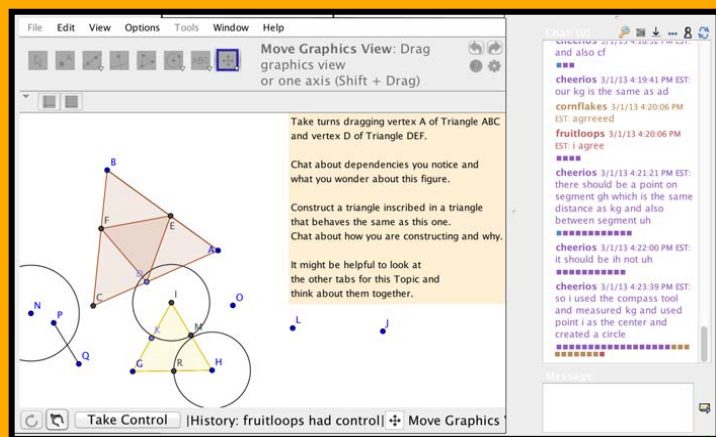 File Edit View Options Tools Window Help
Move Graphics View: Drag
graphics view
or one axis (Shift + Drag)
ABC
Take turns dragging vertex A of Triangle ABC
and vertex D of Triangle DEF.
Chat about dependencies you notice and
what you wonder about this figure.
Construct a triangle inscribed in a triangle
that behaves the same as this one.
Chat about how you are constructing and why.
It might be helpful to look at
the other tabs for this Topic and
think about them together.
B
F
E
A
D
C
N
P
Q
I
O
K
M
G
R
H
L
J
Take Control |History: fruitloops had control| Move Graphics
and also cf
cheerios 3/1/13 4:19:41 PM EST:
our kg is the same as ad
cornflakes 3/1/13 4:20:06 PM
EST: agrreeed
fruitloops 3/1/13 4:20:06 PM
EST: i agree
cheerios 3/1/13 4:21:21 PM EST:
there should be a point on
segment gh which is the same
distance as kg and also
between segment uh
cheerios 3/1/13 4:22:00 PM EST:
it should be ih not uh
cheerios 3/1/13 4:23:39 PM EST:
so i used the compass tool
and measured kg and used
point i as the center and
created a circle
Message: